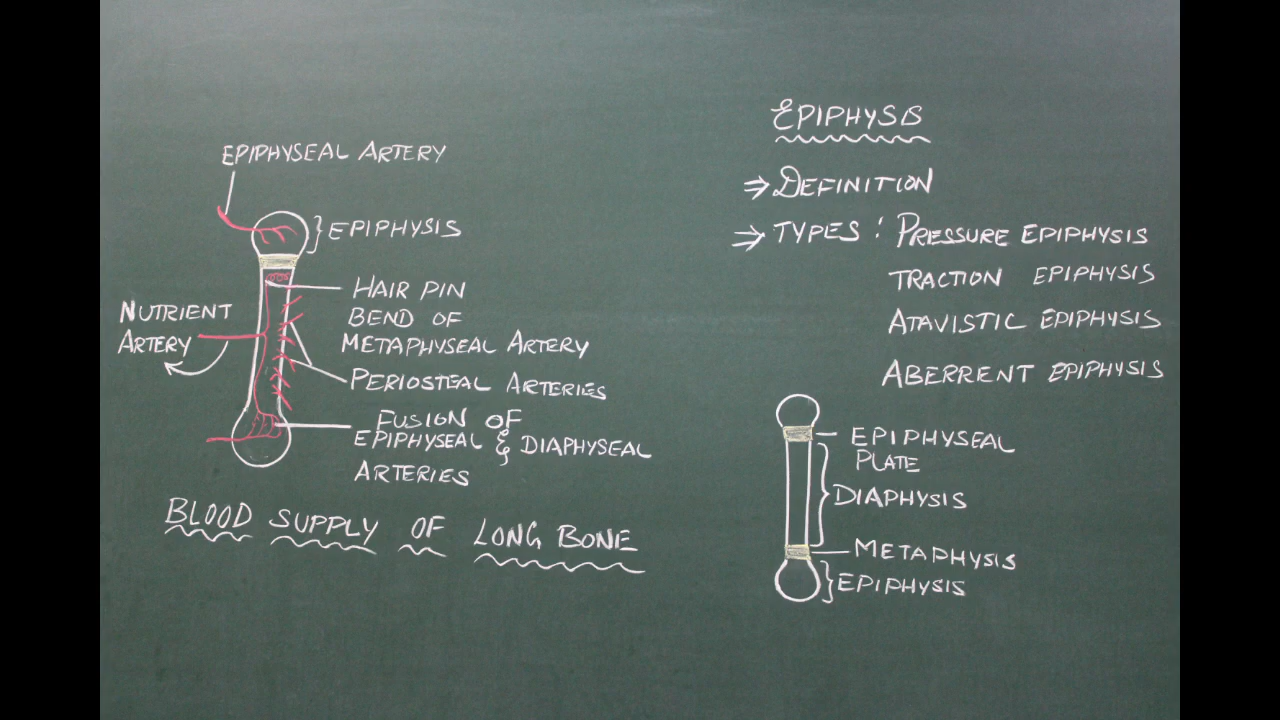 EPIPHYSEAL ARTERY
}EPIPHYSIS
HAIR PIN
BEND OF
METAPHYSEAL ARTERY
NUTRIENT
ARTERY
PERIOSTEAL ARTERIES
FUSION OF
EPIPHYSEAL & DIAPHYSEAL
ARTERIES
BLOOD SUPPLY OF LONG BONE
EPIPHYSIS
⇒ DEFINITION
⇒ TYPES : PRESSURE EPIPHYSIS
TRACTION EPIPHYSIS
ATAVISTIC EPIPHYSIS
ABERRENT EPIPHYSIS
EPIPHYSEAL
PLATE
DIAPHYSIS
METAPHYSIS
}EPIPHYSIS